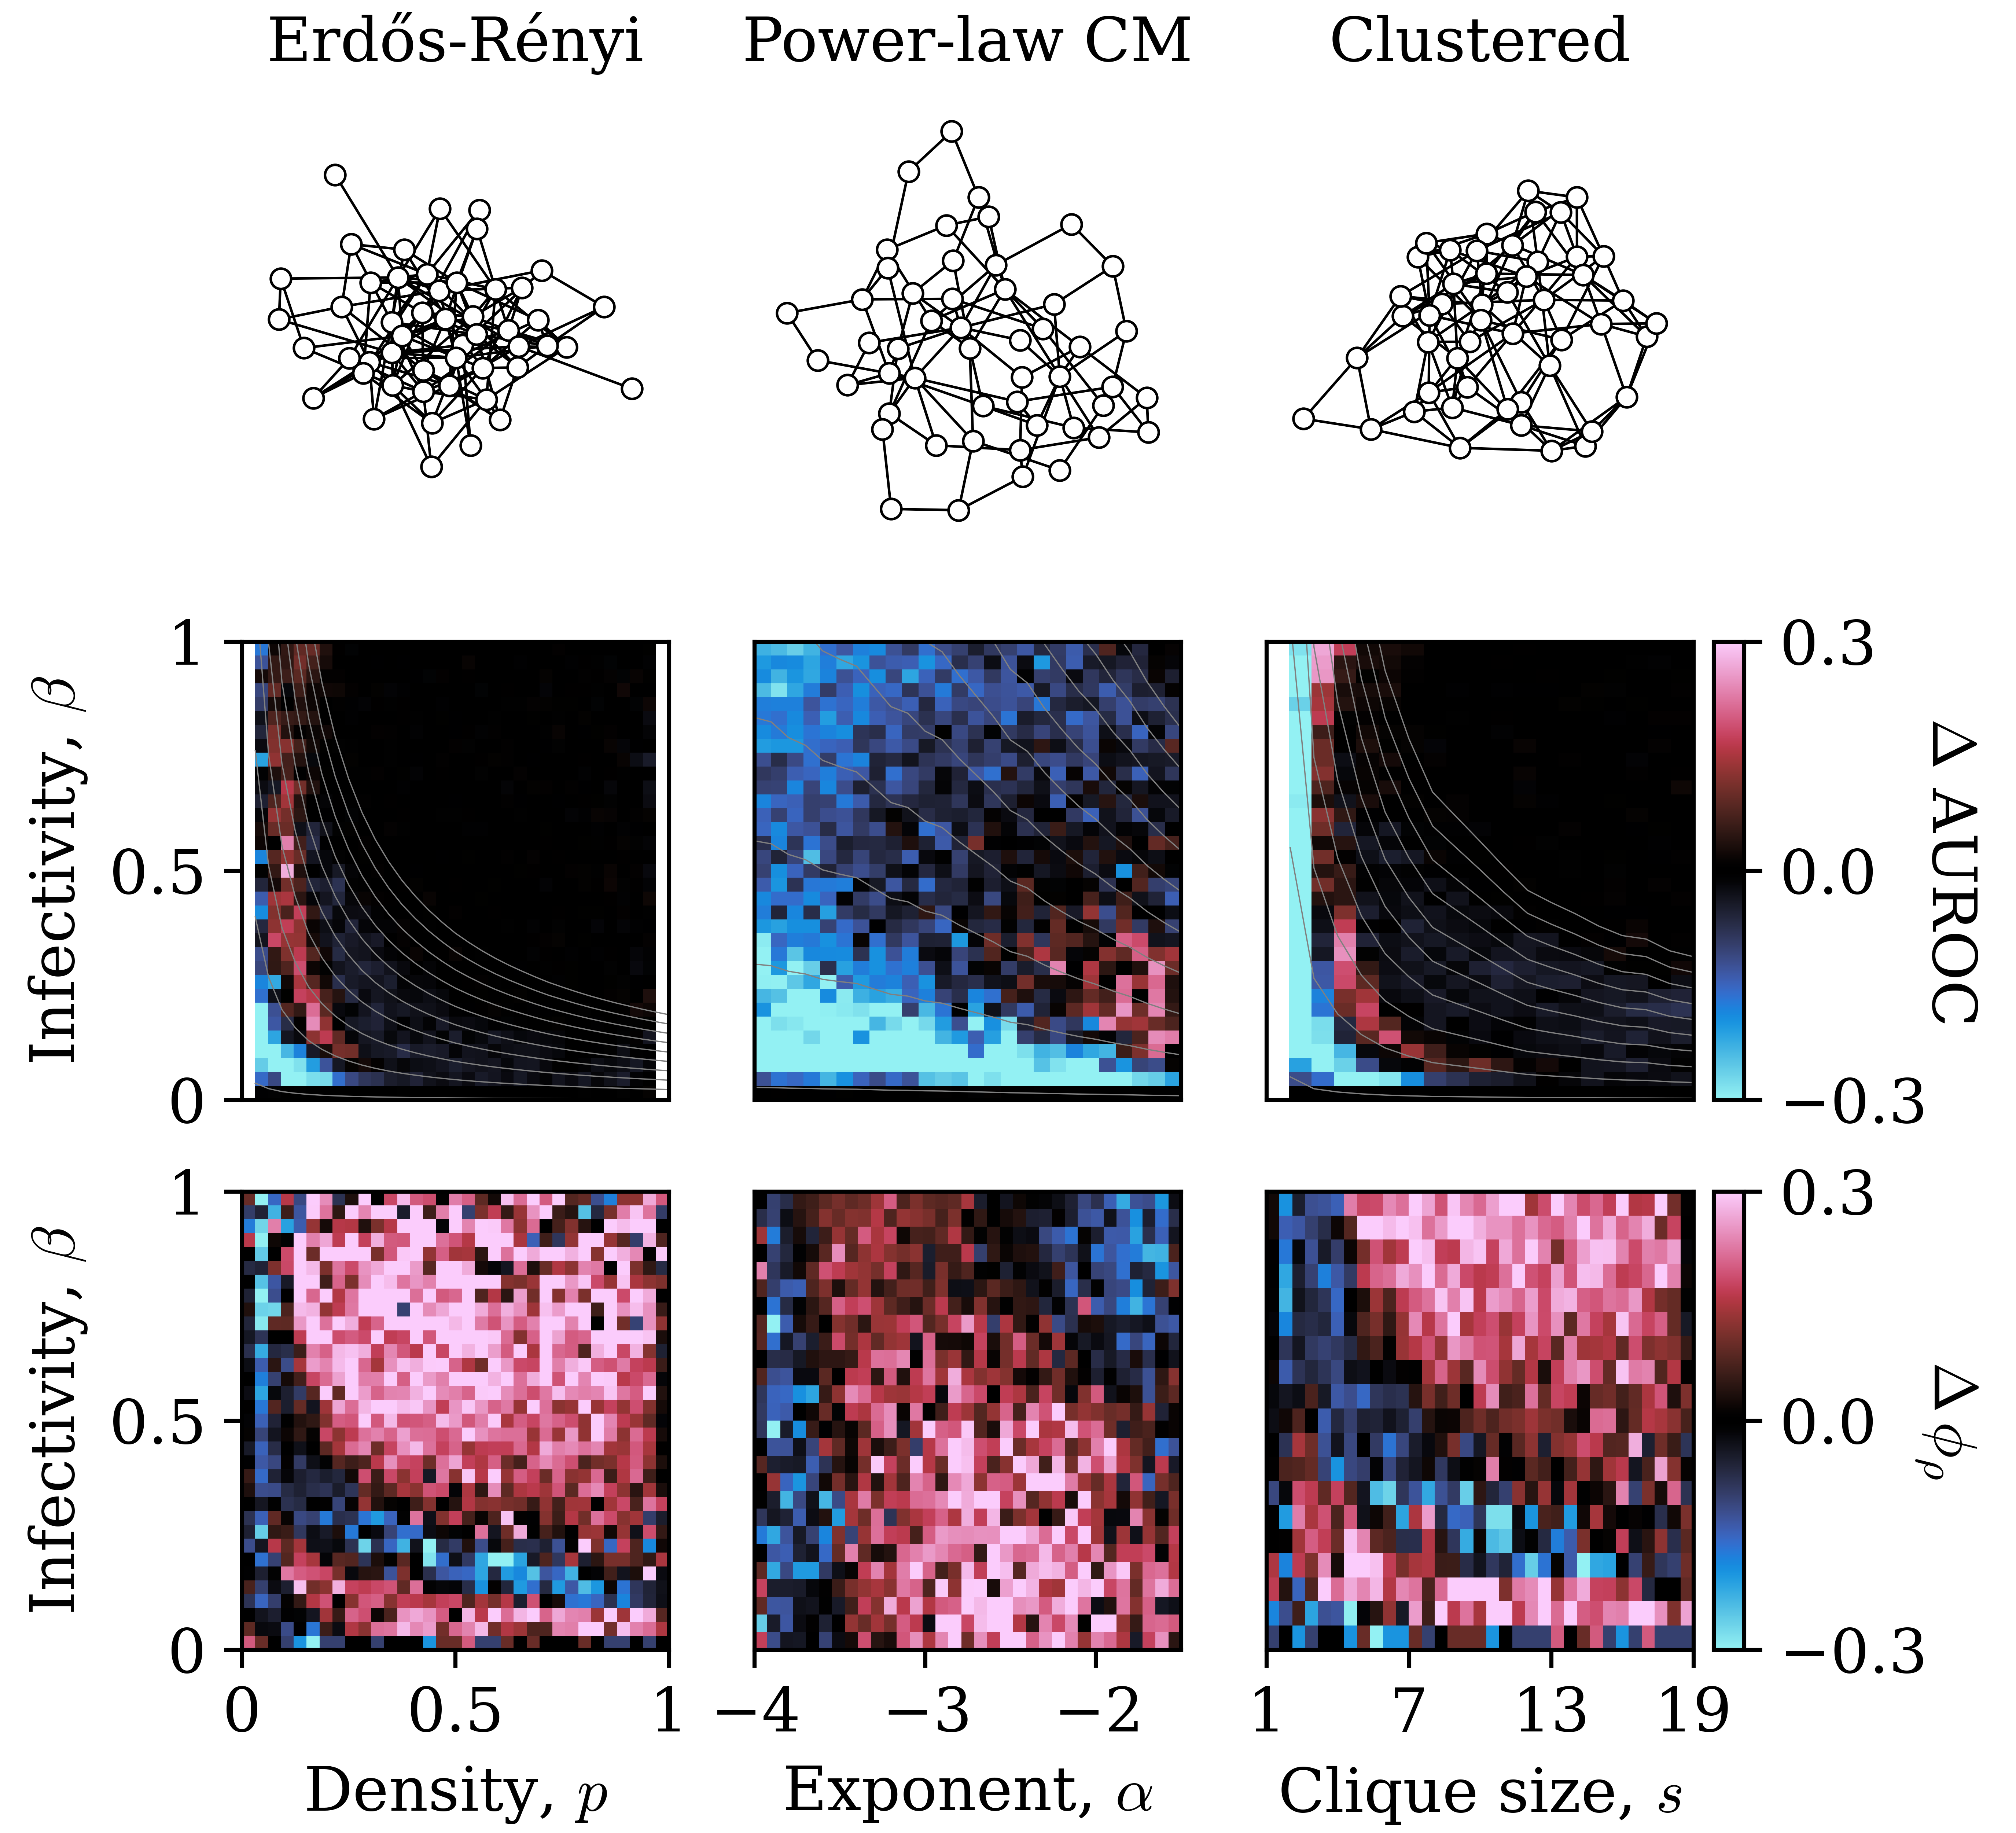 Erdős-Rényi Power-law CM Clustered
Infectivity, β
1
0.5
0
0.3
0.0
−0.3
Δ AUROC
Infectivity, β
1
0.5
0
0.3
0.0
−0.3
Δ ϕρ
0 0.5 1
−4 −3 −2
1 7 13 19
Density, p
Exponent, α
Clique size, s